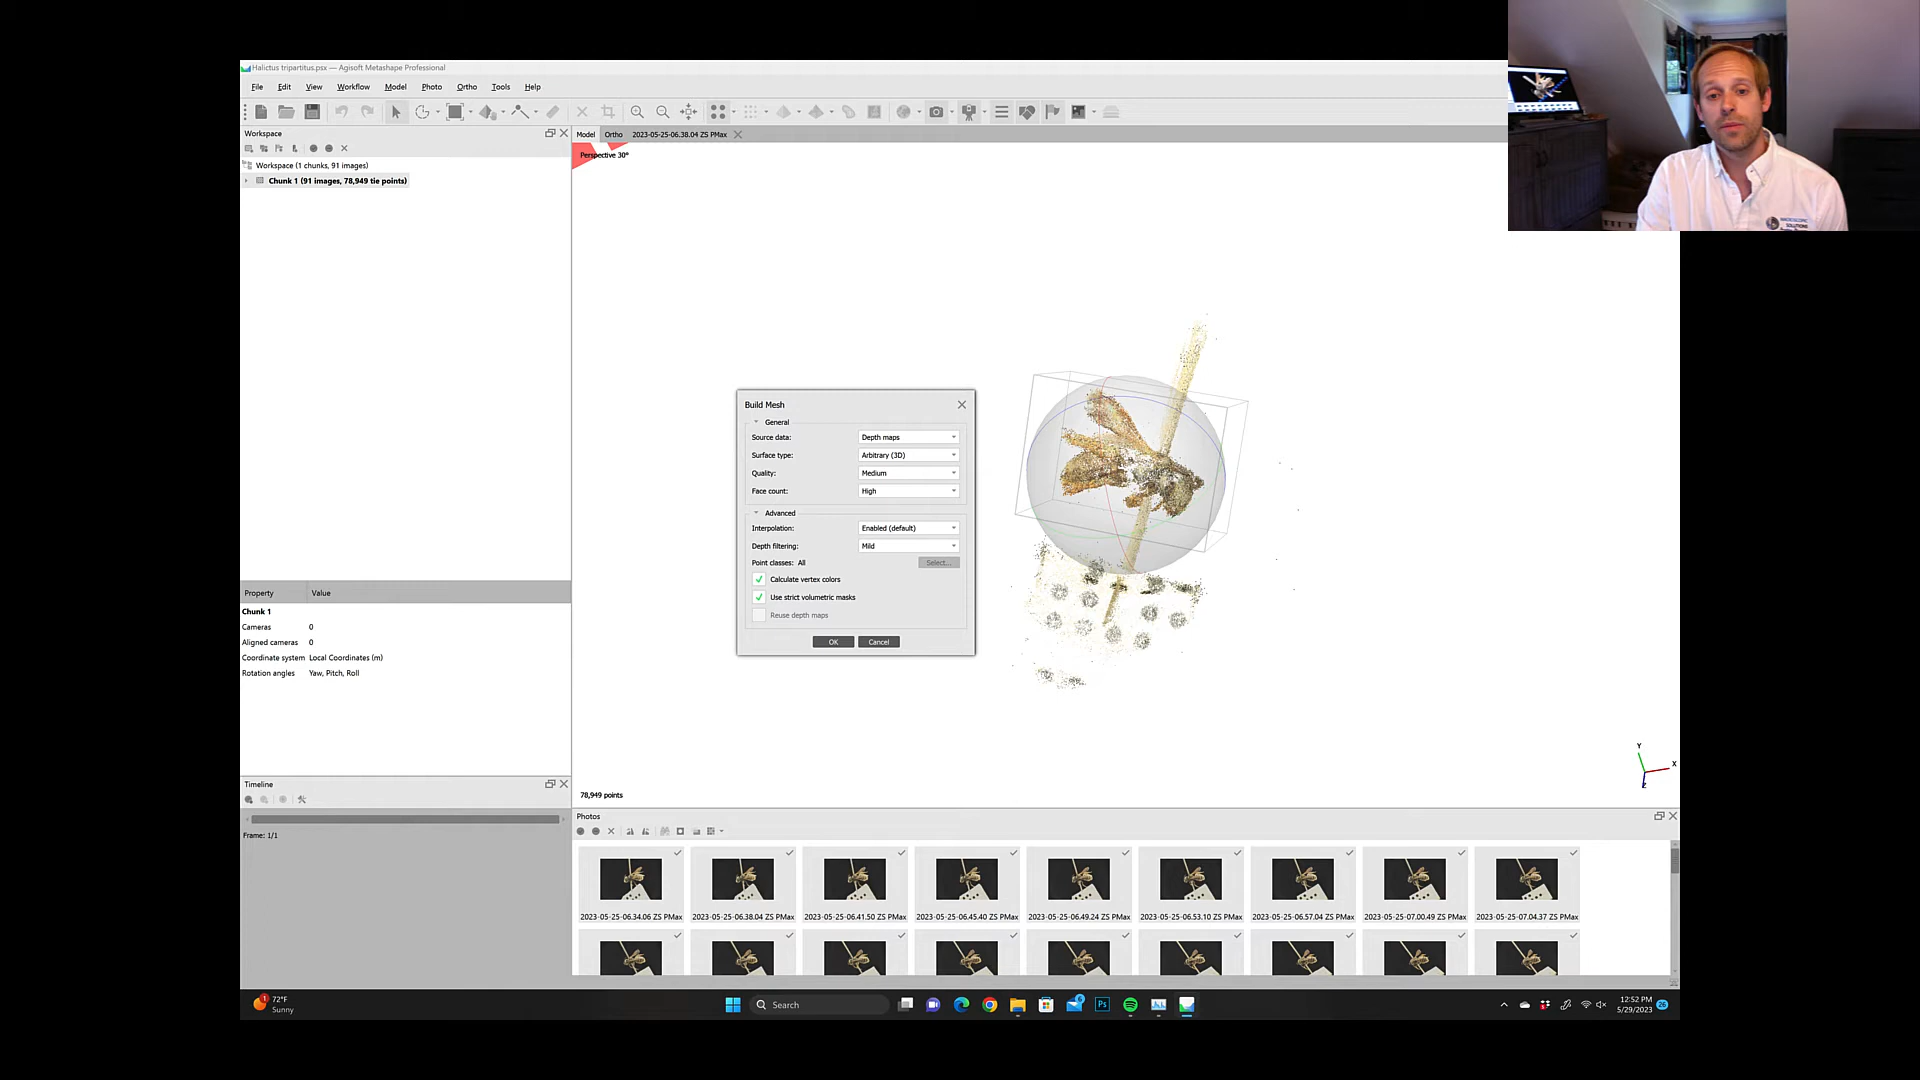 Halictus tripartitus.psx — Agisoft Metashape Professional
File Edit View Workflow Model Photo Ortho Tools Help
Workspace
Workspace (1 chunks, 91 images)
Chunk 1 (91 images, 78,949 tie points)
Model Ortho 2023-05-25-06.38.04 ZS PMax
Perspective 30°
MACROSCOPIC
SOLUTIONS
Build Mesh
General
Source data: Depth maps
Surface type: Arbitrary (3D)
Quality: Medium
Face count: High
Advanced
Interpolation: Enabled (default)
Depth filtering: Mild
Point classes: All Select...
Calculate vertex colors
Use strict volumetric masks
Reuse depth maps
OK Cancel
Property Value
Chunk 1
Cameras 0
Aligned cameras 0
Coordinate system Local Coordinates (m)
Rotation angles Yaw, Pitch, Roll
Y
X
Z
78,949 points
Timeline
Frame: 1/1
Photos
2023-05-25-06.34.06 ZS PMax 2023-05-25-06.38.04 ZS PMax 2023-05-25-06.41.50 ZS PMax 2023-05-25-06.45.40 ZS PMax 2023-05-25-06.49.24 ZS PMax 2023-05-25-06.53.10 ZS PMax 2023-05-25-06.57.04 ZS PMax 2023-05-25-07.00.49 ZS PMax 2023-05-25-07.04.37 ZS PMax
1
72°F
Sunny
Search
Ps
12:52 PM
5/29/2023
26